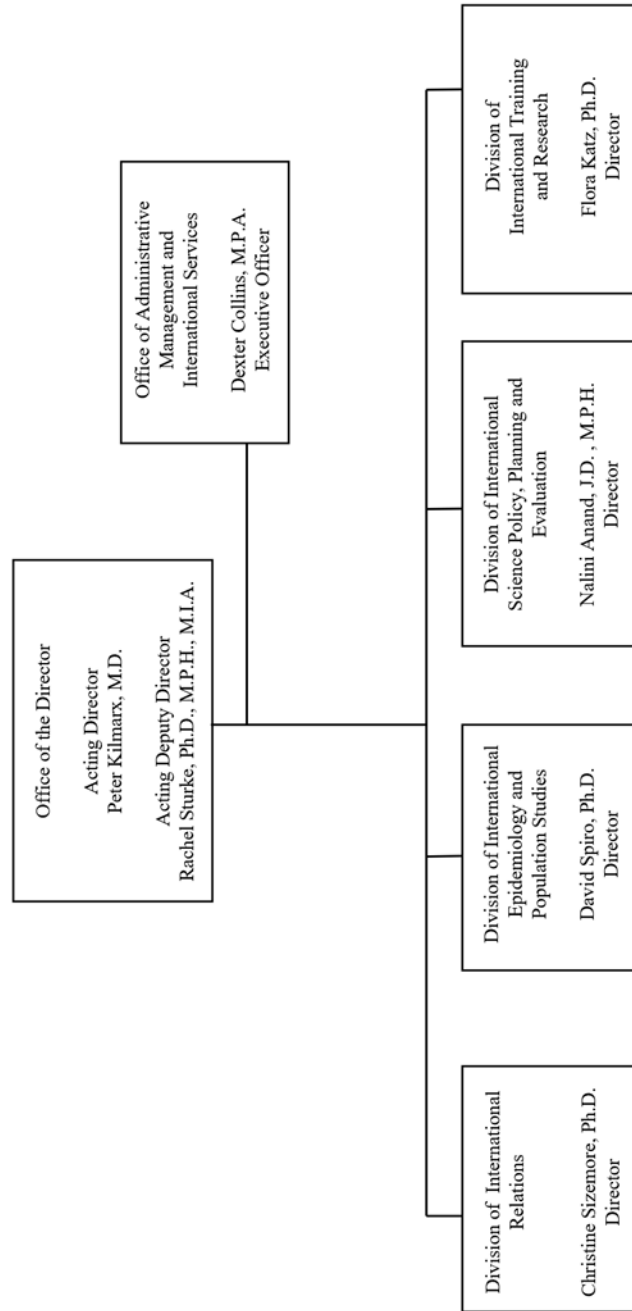 Office of the Director
Acting Director
Peter Kilmarx, M.D.
Acting Deputy Director
Rachel Sturke, Ph.D., M.P.H., M.I.A.
Office of Administrative
Management and
International Services
Dexter Collins, M.P.A.
Executive Officer
Division of International
Relations
Christine Sizemore, Ph.D.
Director
Division of International
Epidemiology and
Population Studies
David Spiro, Ph.D.
Director
Division of International
Science Policy, Planning and
Evaluation
Nalini Anand, J.D. , M.P.H.
Director
Division of
International Training
and Research
Flora Katz, Ph.D.
Director